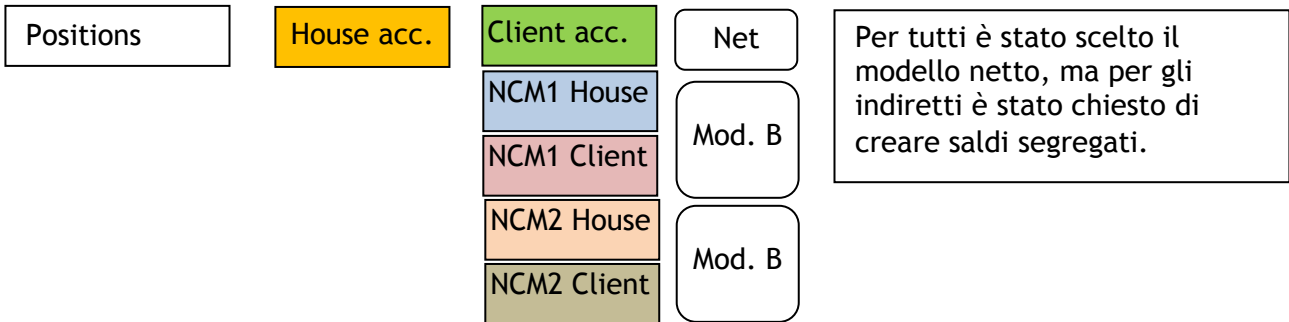 Positions
House acc.
Client acc.
Net
NCM1 House
NCM1 Client
Mod. B
NCM2 House
NCM2 Client
Mod. B
Per tutti è stato scelto il
modello netto, ma per gli
indiretti è stato chiesto di
creare saldi segregati.